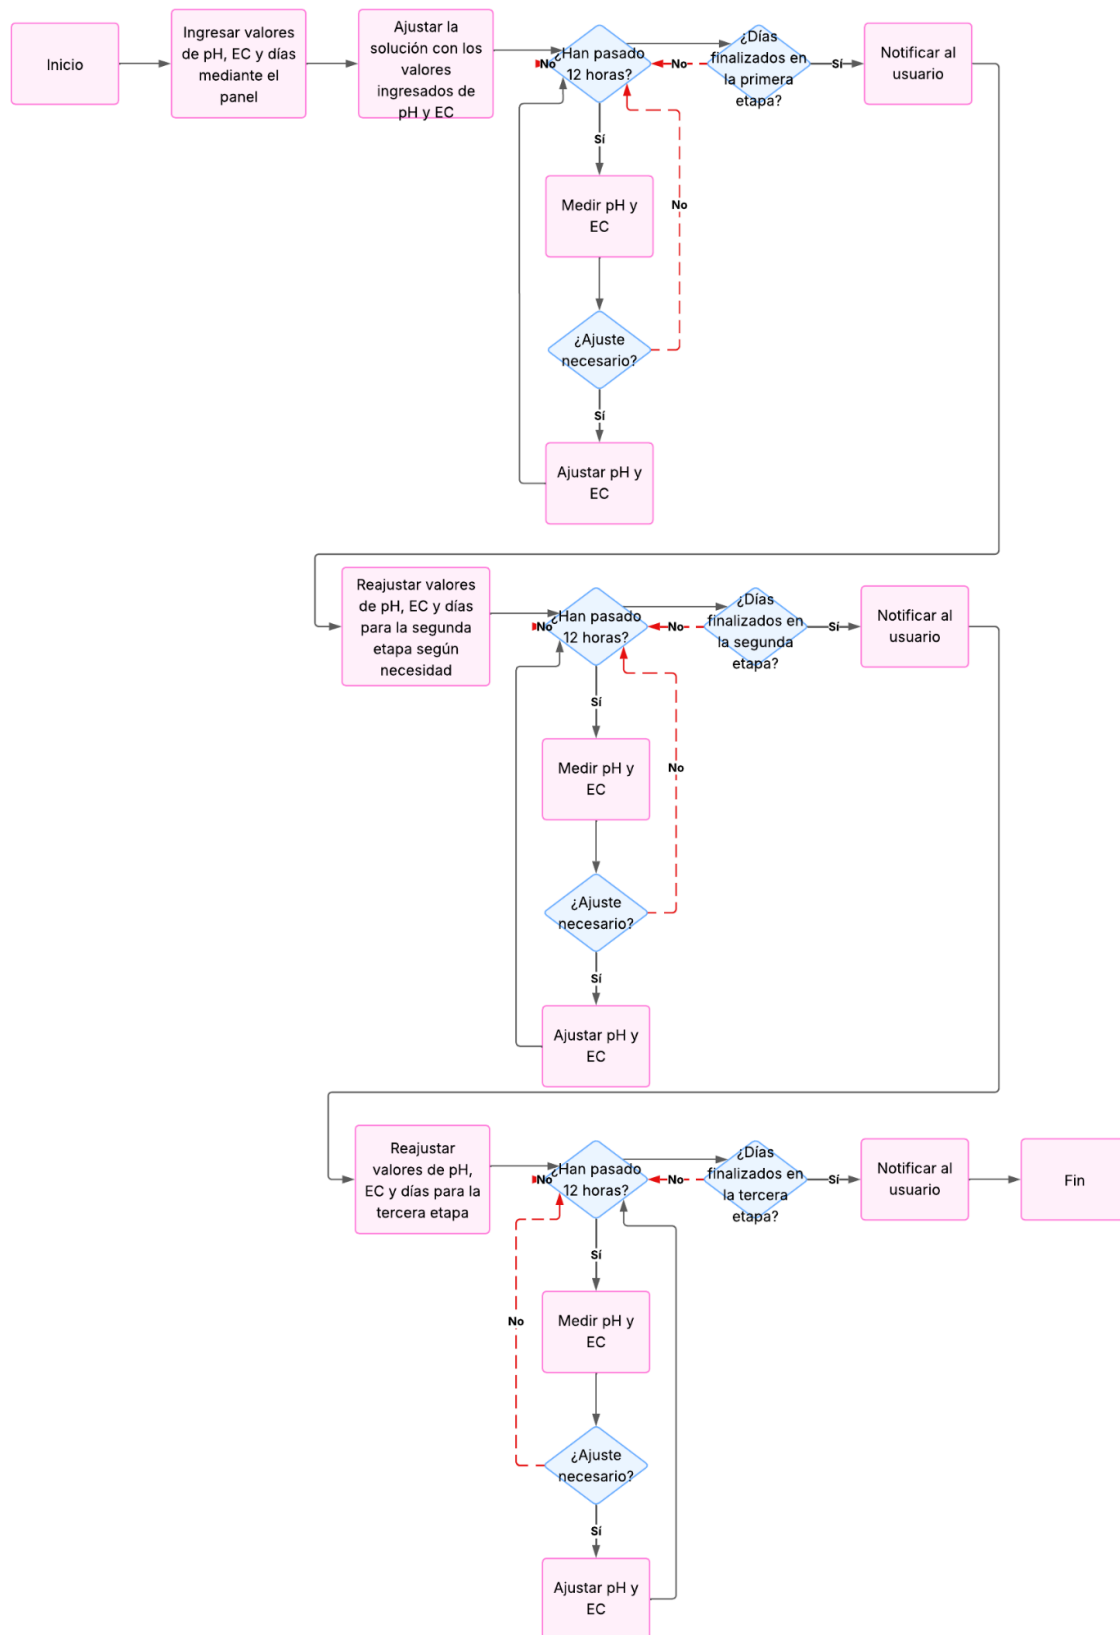 Inicio
Ingresar valores
de pH, EC y días
mediante el
panel
Ajustar la
solución con los
valores
ingresados de
pH y EC
No
¿Han pasado
12 horas?
No
¿Días
finalizados en
la primera
etapa?
Sí
Notificar al
usuario
Sí
Medir pH y
EC
No
¿Ajuste
necesario?
Sí
Ajustar pH y
EC
Reajustar valores
de pH, EC y días
para la segunda
etapa según
necesidad
No
¿Han pasado
12 horas?
No
¿Días
finalizados en
la segunda
etapa?
Sí
Notificar al
usuario
Sí
Medir pH y
EC
No
¿Ajuste
necesario?
Sí
Ajustar pH y
EC
Reajustar
valores de pH,
EC y días para la
tercera etapa
No
¿Han pasado
12 horas?
No
¿Días
finalizados en
la tercera
etapa?
Sí
Notificar al
usuario
Fin
Sí
Medir pH y
EC
No
¿Ajuste
necesario?
Sí
Ajustar pH y
EC